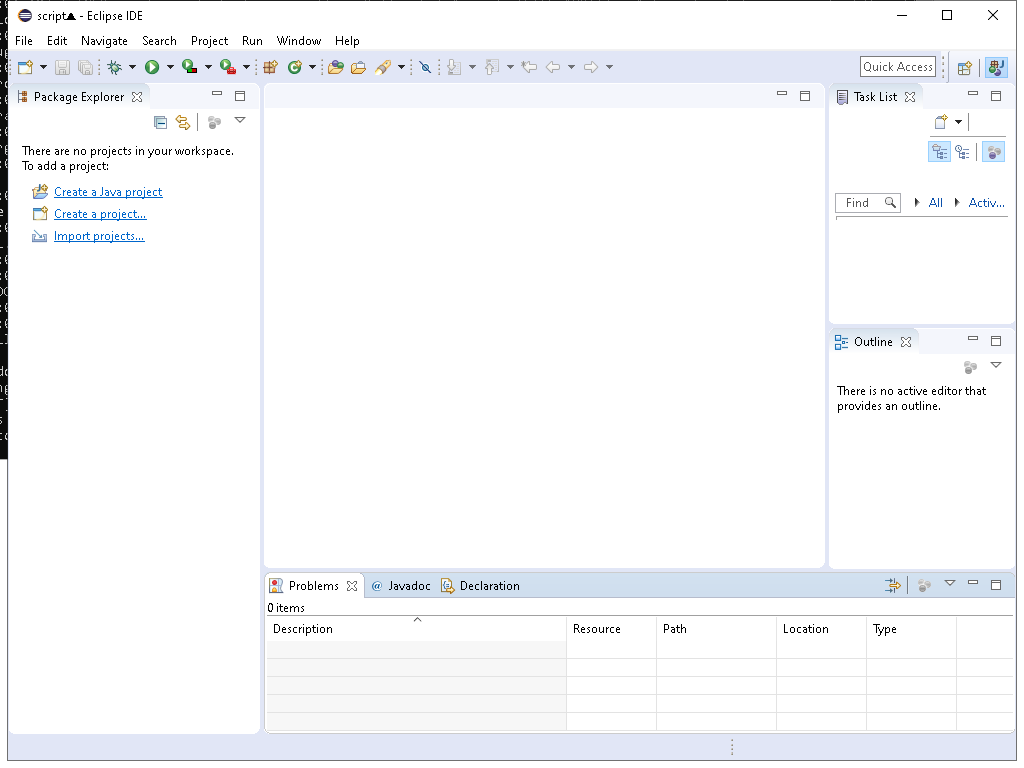 script▲ - Eclipse IDE
File Edit Navigate Search Project Run Window Help
Quick Access
Package Explorer
There are no projects in your workspace.
To add a project:
Create a Java project
Create a project...
Import projects...
Task List
Find All Activ...
Outline
There is no active editor that
provides an outline.
Problems @ Javadoc Declaration
0 items
Description Resource Path Location Type